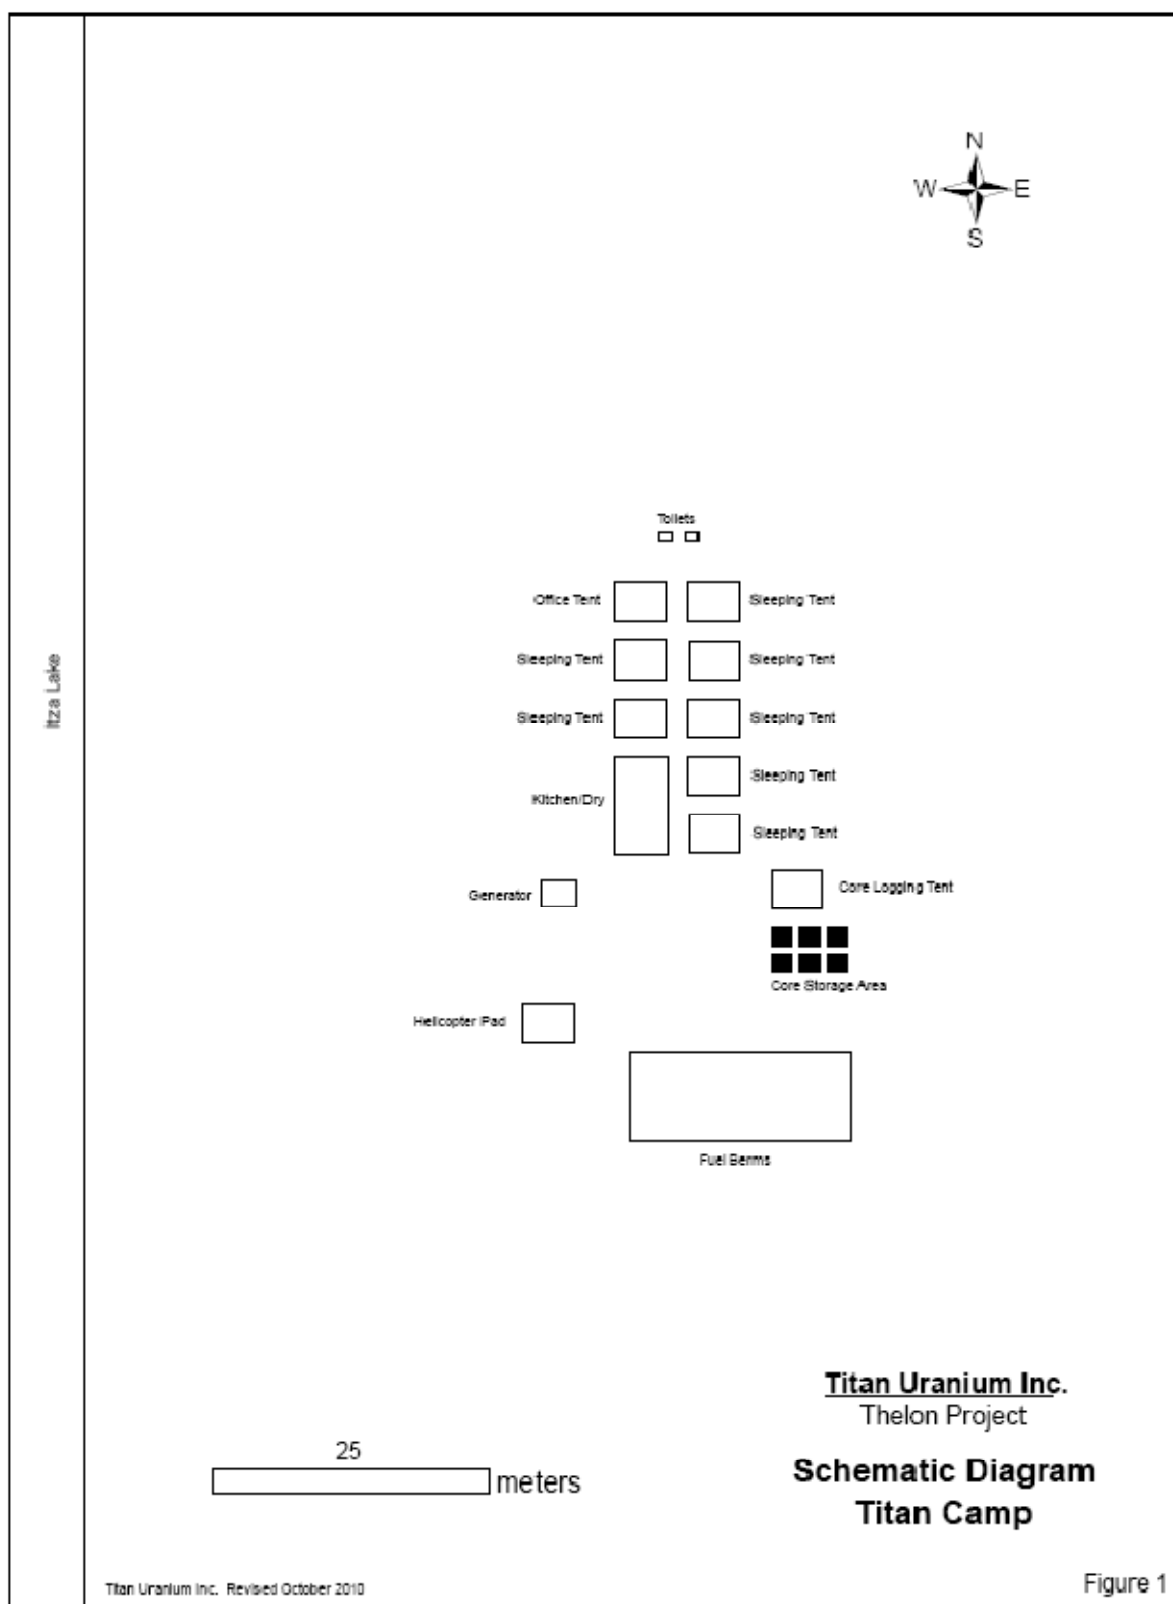 N
W E
S
Toilets
Office Tent
Sleeping Tent
Sleeping Tent
Sleeping Tent
Sleeping Tent
Sleeping Tent
Sleeping Tent
Kitchen/Dry
Sleeping Tent
Generator
Core Logging Tent
Core Storage Area
Helicopter Pad
Fuel Berms
Itza Lake
Titan Uranium Inc.
Thelon Project
Schematic Diagram
Titan Camp
25
meters
Titan Uranium Inc. Revised October 2010
Figure 1